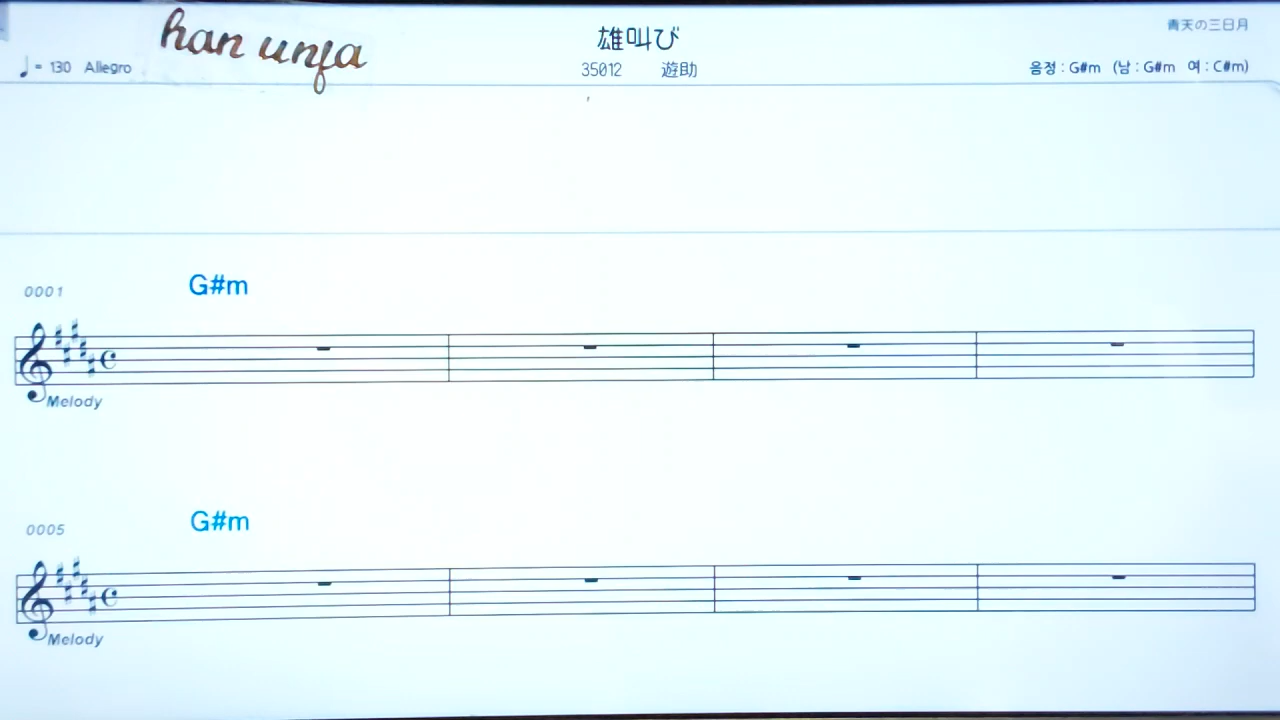 han unfa
雄叫び
青天の三日月
♩= 130 Allegro
35012 遊助
음정 : G#m (남 : G#m 여 : C#m)
0001 G#m
Melody
0005 G#m
Melody